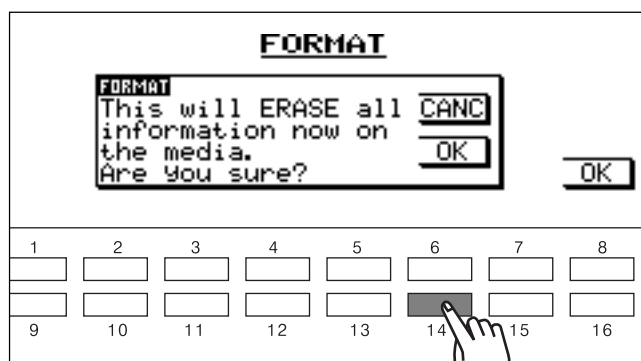 FORMAT
FORMAT
This will ERASE all
information now on
the media.
Are you sure?
CANC
OK
OK
1 2 3 4 5 6 7 8
9 10 11 12 13 14 15 16